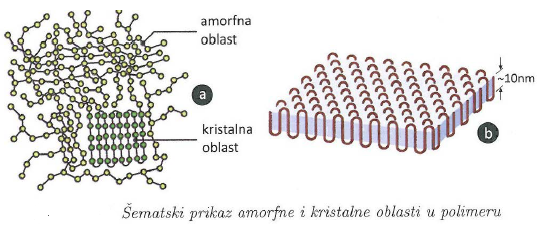 amorfna
oblast
a
kristalna
oblast
~10nm
b
Šematski prikaz amorfne i kristalne oblasti u polimeru